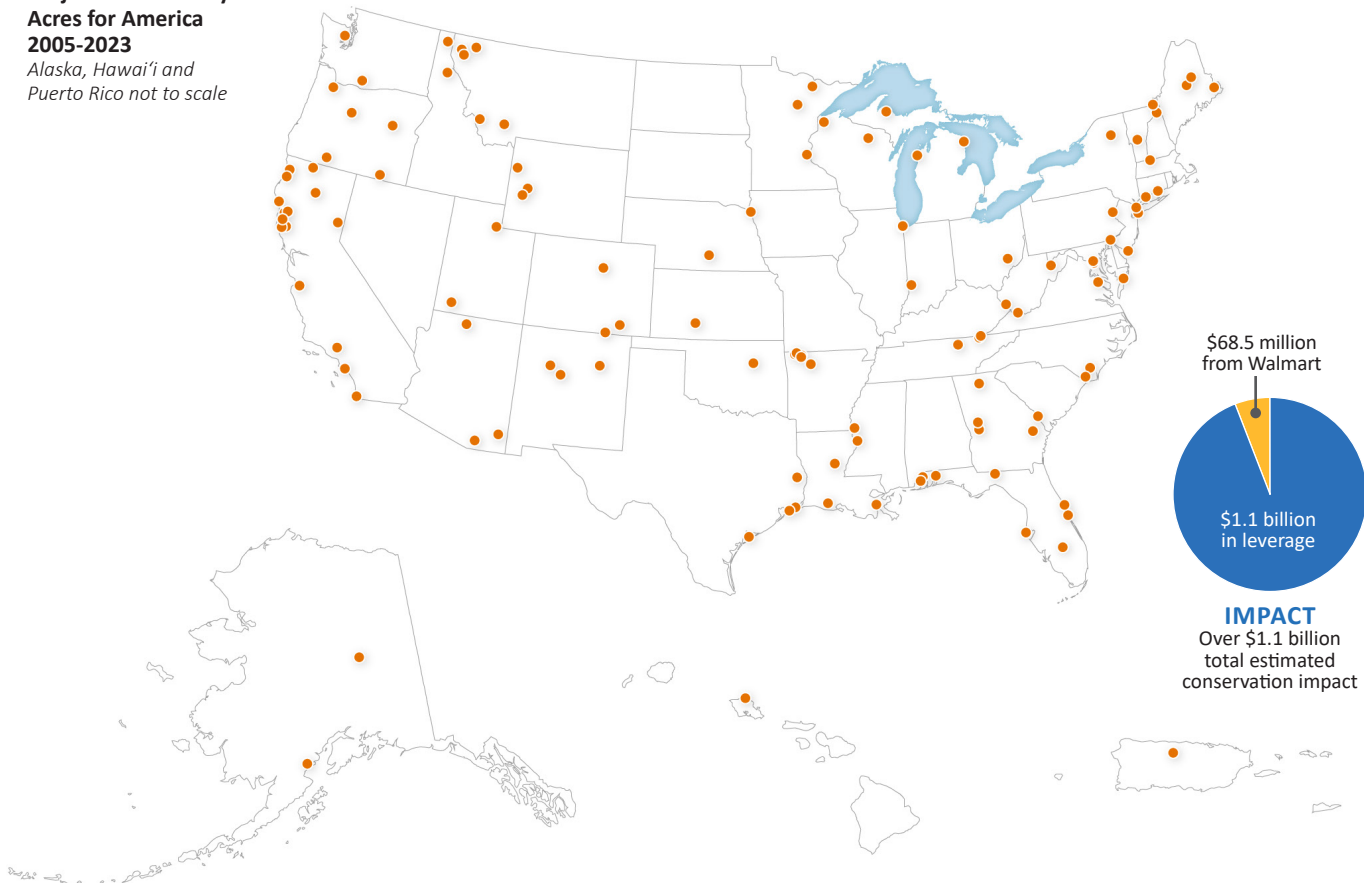 Acres for America
2005-2023
Alaska, Hawai‘i and
Puerto Rico not to scale
$68.5 million
from Walmart
$1.1 billion
in leverage
IMPACT
Over $1.1 billion
total estimated
conservation impact